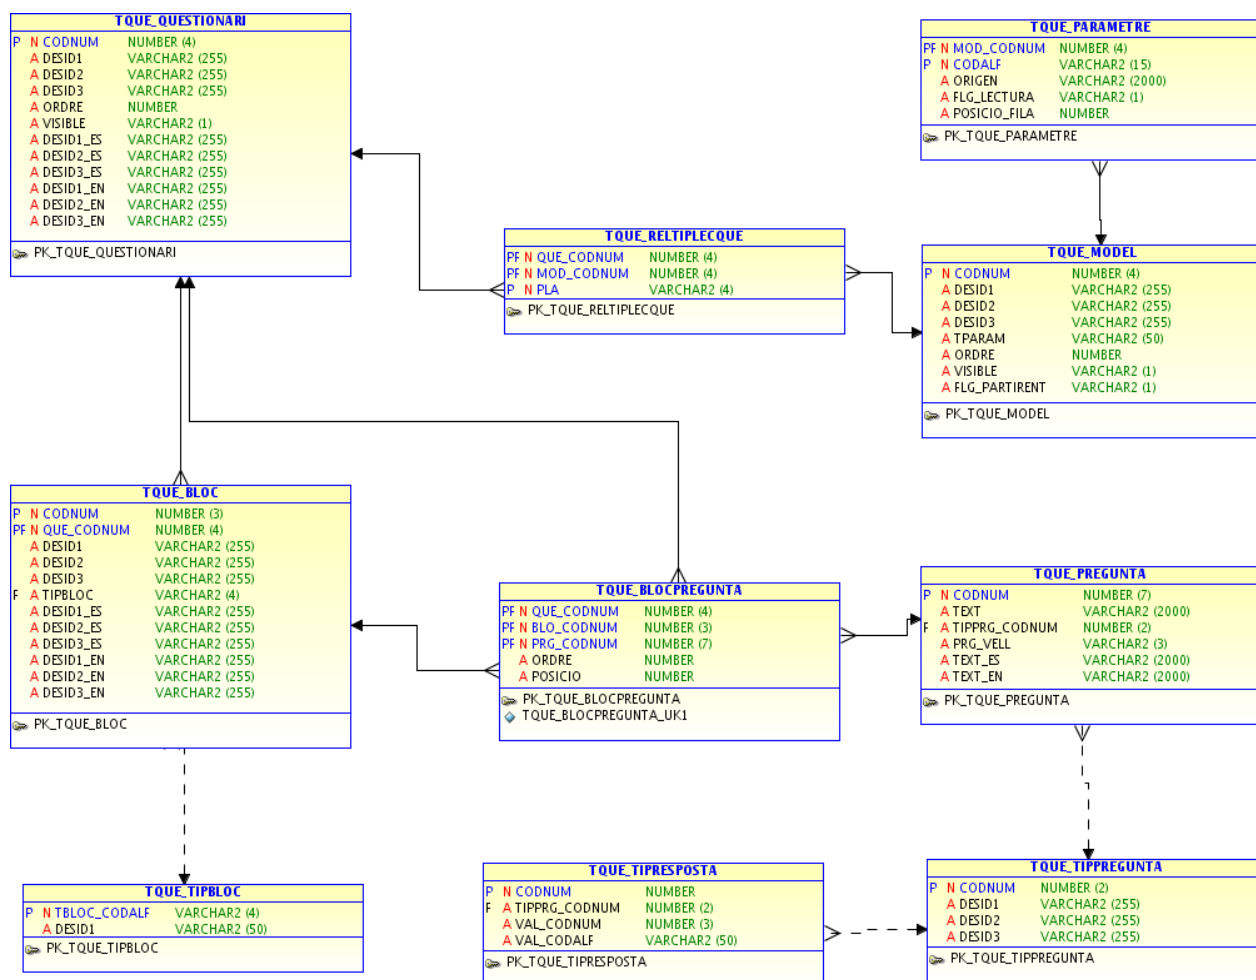 TQUE_QUESTIONARI
P N CODNUM NUMBER (4)
A DESID1 VARCHAR2 (255)
A DESID2 VARCHAR2 (255)
A DESID3 VARCHAR2 (255)
A ORDRE NUMBER
A VISIBLE VARCHAR2 (1)
A DESID1_ES VARCHAR2 (255)
A DESID2_ES VARCHAR2 (255)
A DESID3_ES VARCHAR2 (255)
A DESID1_EN VARCHAR2 (255)
A DESID2_EN VARCHAR2 (255)
A DESID3_EN VARCHAR2 (255)
PK_TQUE_QUESTIONARI
TQUE_PARAMETRE
PF N MOD_CODNUM NUMBER (4)
P N CODALF VARCHAR2 (15)
A ORIGEN VARCHAR2 (2000)
A FLG_LECTURA VARCHAR2 (1)
A POSICIO_FILA NUMBER
PK_TQUE_PARAMETRE
TQUE_RELTIPLECQUE
PF N QUE_CODNUM NUMBER (4)
PF N MOD_CODNUM NUMBER (4)
P N PLA VARCHAR2 (4)
PK_TQUE_RELTIPLECQUE
TQUE_MODEL
P N CODNUM NUMBER (4)
A DESID1 VARCHAR2 (255)
A DESID2 VARCHAR2 (255)
A DESID3 VARCHAR2 (255)
A TPARAM VARCHAR2 (50)
A ORDRE NUMBER
A VISIBLE VARCHAR2 (1)
A FLG_PARTIRENT VARCHAR2 (1)
PK_TQUE_MODEL
TQUE_BLOC
P N CODNUM NUMBER (3)
PF N QUE_CODNUM NUMBER (4)
A DESID1 VARCHAR2 (255)
A DESID2 VARCHAR2 (255)
A DESID3 VARCHAR2 (255)
F A TIPBLOC VARCHAR2 (4)
A DESID1_ES VARCHAR2 (255)
A DESID2_ES VARCHAR2 (255)
A DESID3_ES VARCHAR2 (255)
A DESID1_EN VARCHAR2 (255)
A DESID2_EN VARCHAR2 (255)
A DESID3_EN VARCHAR2 (255)
PK_TQUE_BLOC
TQUE_BLOCPREGUNTA
PF N QUE_CODNUM NUMBER (4)
PF N BLO_CODNUM NUMBER (3)
PF N PRG_CODNUM NUMBER (7)
A ORDRE NUMBER
A POSICIO NUMBER
PK_TQUE_BLOCPREGUNTA
TQUE_BLOCPREGUNTA_UK1
TQUE_PREGUNTA
P N CODNUM NUMBER (7)
A TEXT VARCHAR2 (2000)
F A TIPPRG_CODNUM NUMBER (2)
A PRG_VELL VARCHAR2 (3)
A TEXT_ES VARCHAR2 (2000)
A TEXT_EN VARCHAR2 (2000)
PK_TQUE_PREGUNTA
TQUE_TIPBLOC
P N TBLOC_CODALF VARCHAR2 (4)
A DESID1 VARCHAR2 (50)
PK_TQUE_TIPBLOC
TQUE_TIPRESPOSTA
P N CODNUM NUMBER
F A TIPPRG_CODNUM NUMBER (2)
A VAL_CODNUM NUMBER (3)
A VAL_CODALF VARCHAR2 (50)
PK_TQUE_TIPRESPOSTA
TQUE_TIPPREGUNTA
P N CODNUM NUMBER (2)
A DESID1 VARCHAR2 (255)
A DESID2 VARCHAR2 (255)
A DESID3 VARCHAR2 (255)
PK_TQUE_TIPPREGUNTA